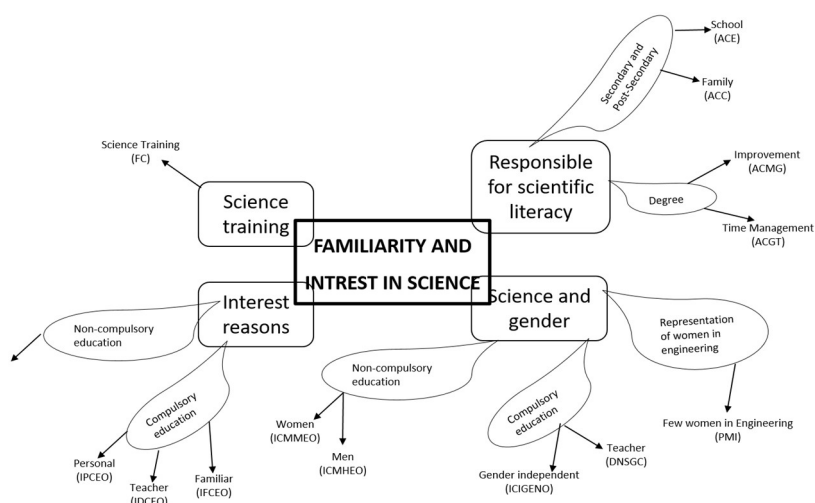 School
(ACE)
Secondary and
Post-Secondary
Family
(ACC)
Science Training
(FC)
Responsible
for scientific
literacy
Improvement
(ACMG)
Degree
Time Management
(ACGT)
Science
training
FAMILIARITY AND
INTREST IN SCIENCE
Interest
reasons
Science and
gender
Non-compulsory
education
Representation
of women in
engineering
Non-compulsory
education
Compulsory
education
Compulsory
education
Women
(ICMMEO)
Men
(ICMHEO)
Few women in Engineering
(PMI)
Teacher
(DNSGC)
Gender independent
(ICIGENO)
Personal
(IPCEO)
Teacher
(IDCEO)
Familiar
(IFCEO)